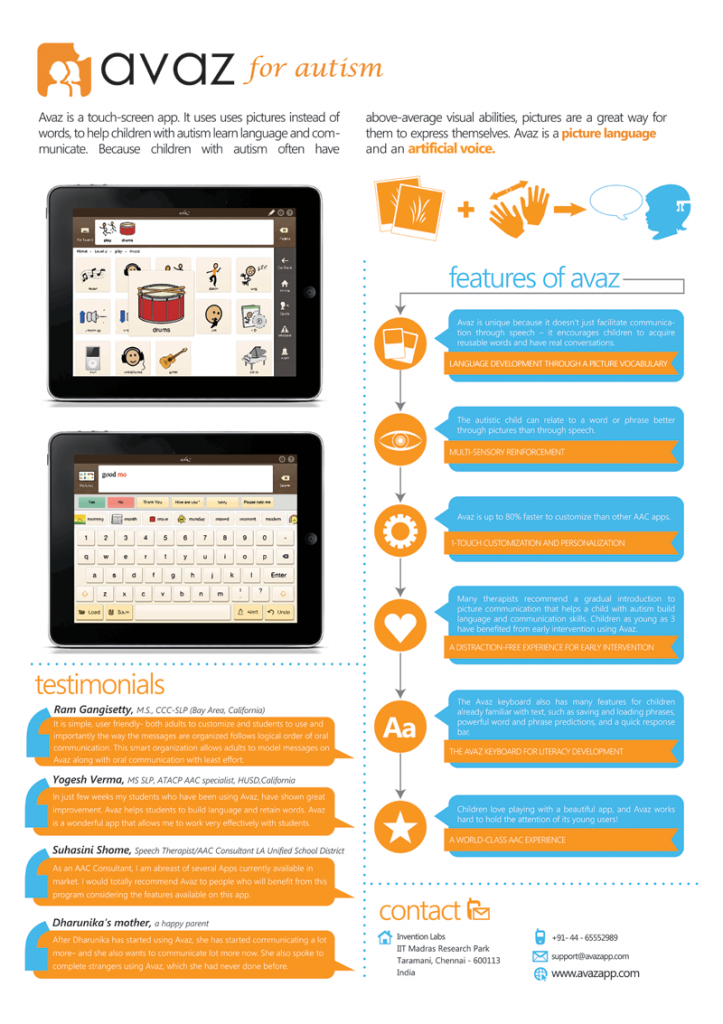 avaz for autism
Avaz is a touch-screen app. It uses uses pictures instead of
words, to help children with autism learn language and com-
municate. Because children with autism often have
above-average visual abilities, pictures are a great way for
them to express themselves. Avaz is a picture language
and an artificial voice.
play drums
drums
features of avaz
Avaz is unique because it doesn't just facilitate communica-
tion through speech – it encourages children to acquire
reusable words and have real conversations.
LANGUAGE DEVELOPMENT THROUGH A PICTURE VOCABULARY
The autistic child can relate to a word or phrase better
through pictures than through speech.
MULTI-SENSORY REINFORCEMENT
Avaz is up to 80% faster to customize than other AAC apps.
1-TOUCH CUSTOMIZATION AND PERSONALIZATION
Many therapists recommend a gradual introduction to
picture communication that helps a child with autism build
language and communication skills. Children as young as 3
have benefited from early intervention using Avaz.
A DISTRACTION-FREE EXPERIENCE FOR EARLY INTERVENTION
Aa
The Avaz keyboard also has many features for children
already familiar with text, such as saving and loading phrases,
powerful word and phrase predictions, and a quick response
bar.
THE AVAZ KEYBOARD FOR LITERACY DEVELOPMENT
Children love playing with a beautiful app, and Avaz works
hard to hold the attention of its young users!
A WORLD-CLASS AAC EXPERIENCE
good mo
Yes No Thank You How are you?
morning month move monday
1 2 3 4 5 6 7 8 9 0 -
q w e r t y u i o p
a s d f g h j k l Enter
z x c v b n m ! ?
Load Save Alert Undo
testimonials
Ram Gangisetty, M.S., CCC-SLP (Bay Area, California)
It is simple, user friendly- both adults to customize and students to use and
importantly the way the messages are organized follows logical order of oral
communication. This smart organization allows adults to model messages on
Avaz along with oral communication with least effort.
Yogesh Verma, MS SLP, ATACP AAC specialist, HUSD,California
In just few weeks my students who have been using Avaz, have shown great
improvement, Avaz helps students to build language and retain words. Avaz
is a wonderful app that allows me to work very effectively with students.
Suhasini Shome, Speech Therapist/AAC Consultant LA Unified School District
As an AAC Consultant, I am abreast of several Apps currently available in
market. I would totally recommend Avaz to people who will benefit from this
program considering the features available on this app.
Dharunika's mother, a happy parent
After Dharunika has started using Avaz, she has started communicating a lot
more– and she also wants to communicate lot more now. She also spoke to
complete strangers using Avaz, which she had never done before.
contact
Invention Labs
IIT Madras Research Park
Taramani, Chennai - 600113
India
+91- 44 - 65552989
support@avazapp.com
www.avazapp.com